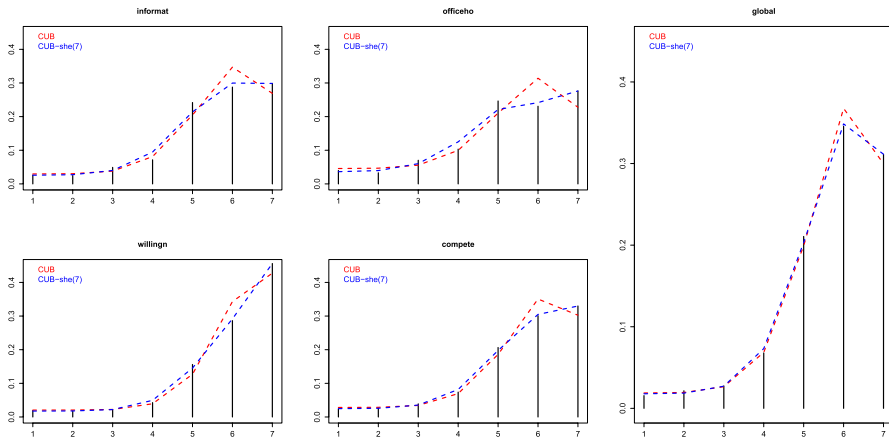 informat
CUB
CUB−she(7)
0.4
0.3
0.2
0.1
0.0
1 2 3 4 5 6 7
officeho
CUB
CUB−she(7)
0.4
0.3
0.2
0.1
0.0
1 2 3 4 5 6 7
willingn
CUB
CUB−she(7)
0.4
0.3
0.2
0.1
0.0
1 2 3 4 5 6 7
compete
CUB
CUB−she(7)
0.4
0.3
0.2
0.1
0.0
1 2 3 4 5 6 7
global
CUB
CUB−she(7)
0.4
0.3
0.2
0.1
0.0
1 2 3 4 5 6 7